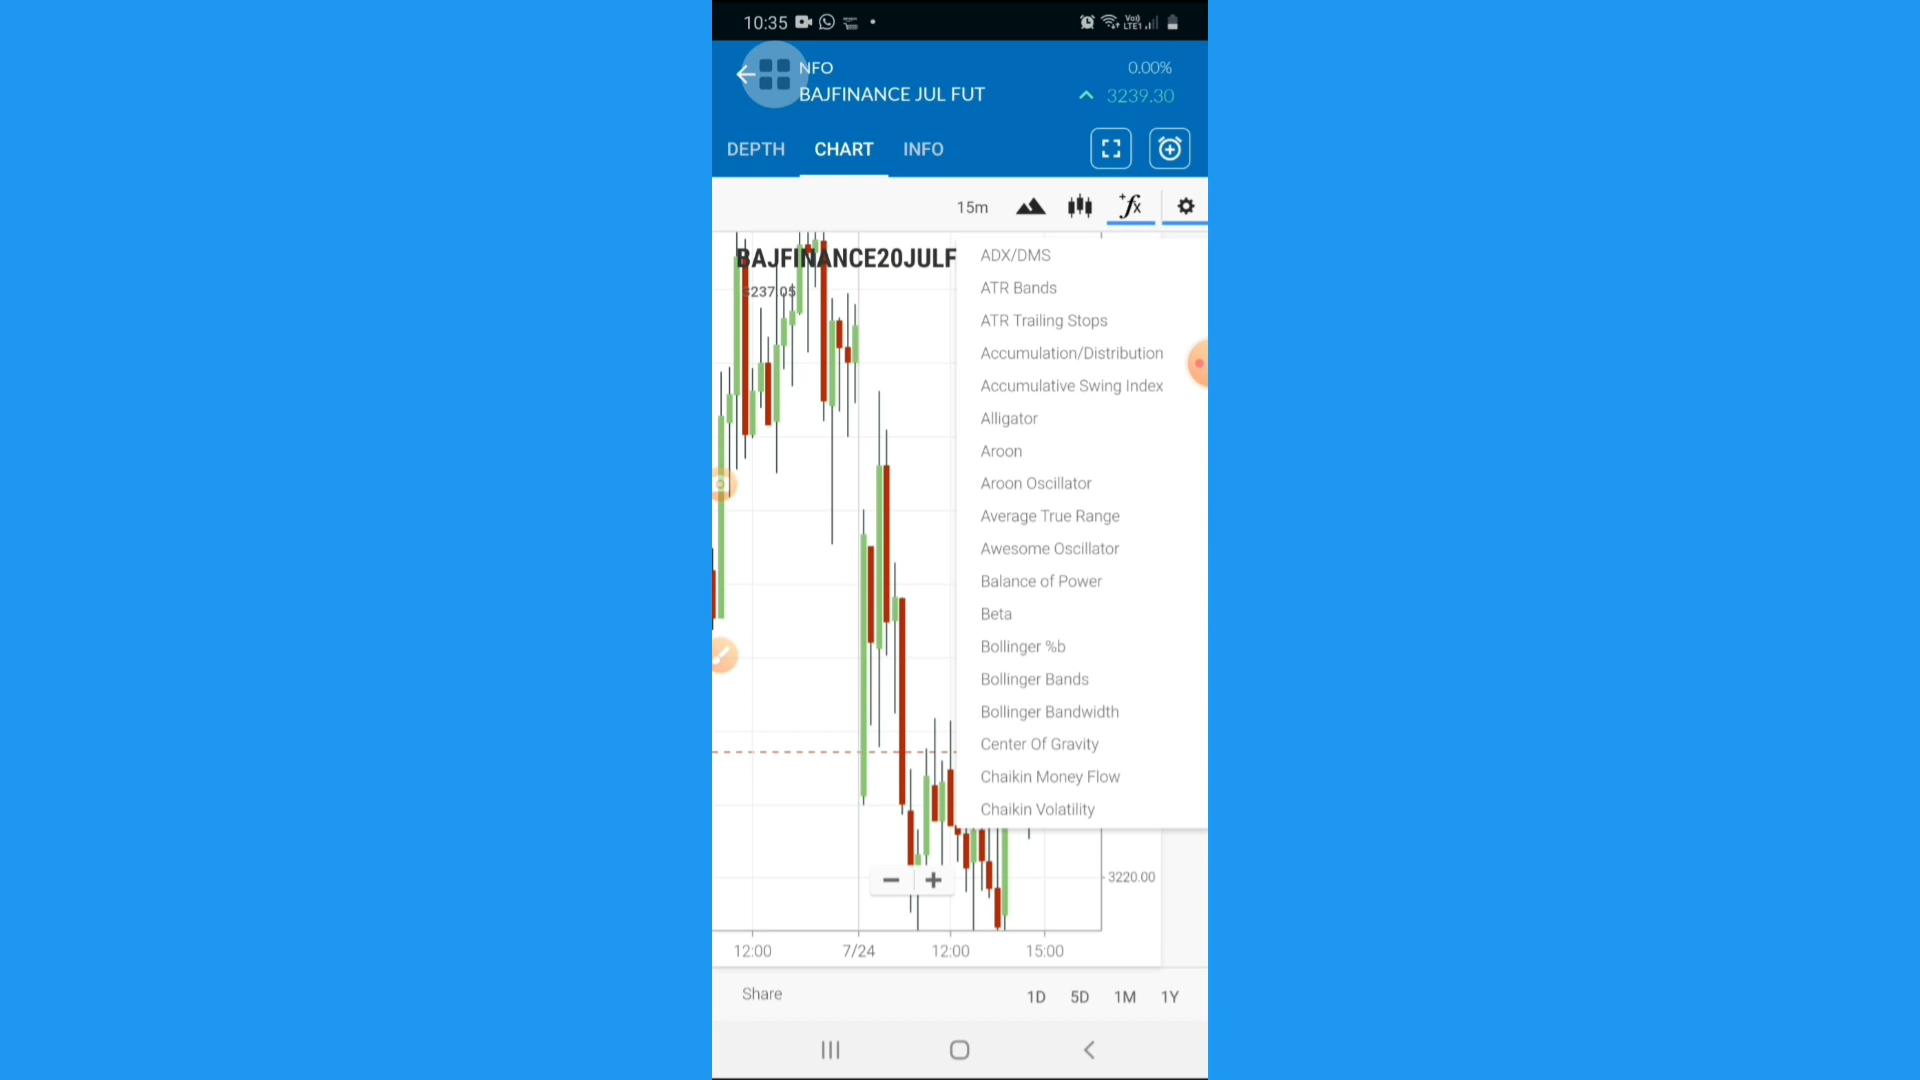 10:35
Vo)) LTE1
NFO
0.00%
BAJFINANCE JUL FUT
3239.30
DEPTH CHART INFO
15m
fx
BAJFINANCE20JULF
ADX/DMS
ATR Bands
ATR Trailing Stops
Accumulation/Distribution
Accumulative Swing Index
Alligator
Aroon
Aroon Oscillator
Average True Range
Awesome Oscillator
Balance of Power
Beta
Bollinger %b
Bollinger Bands
Bollinger Bandwidth
Center Of Gravity
Chaikin Money Flow
Chaikin Volatility
3220.00
12:00 7/24 12:00 15:00
Share 1D 5D 1M 1Y